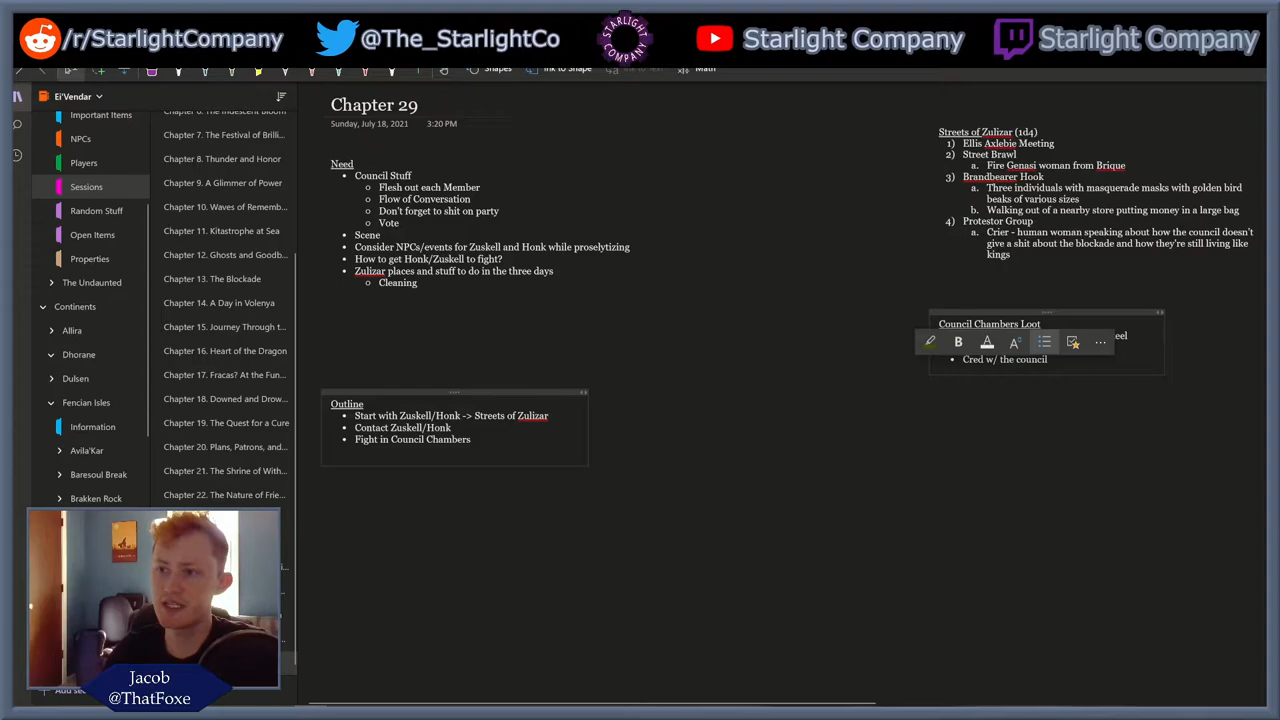 /r/StarlightCompany
@The_StarlightCo
STARLIGHT COMPANY
Starlight Company
Starlight Company
Shapes
Ink to Shape
Math
Ei'Vendar
Important Items
NPCs
Players
Sessions
Random Stuff
Open Items
Properties
The Undaunted
Continents
Allira
Dhorane
Dulsen
Fencian Isles
Information
Avila'Kar
Baresoul Break
Brakken Rock
Chapter 6. The Iridescent Bloom
Chapter 7. The Festival of Brilli...
Chapter 8. Thunder and Honor
Chapter 9. A Glimmer of Power
Chapter 10. Waves of Rememb...
Chapter 11. Kitastrophe at Sea
Chapter 12. Ghosts and Goodb...
Chapter 13. The Blockade
Chapter 14. A Day in Volenya
Chapter 15. Journey Through t...
Chapter 16. Heart of the Dragon
Chapter 17. Fracas? At the Fun...
Chapter 18. Downed and Drow...
Chapter 19. The Quest for a Cure
Chapter 20. Plans, Patrons, and...
Chapter 21. The Shrine of With...
Chapter 22. The Nature of Frie...
Chapter 29
Sunday, July 18, 2021 3:20 PM
Need
• Council Stuff
○ Flesh out each Member
○ Flow of Conversation
○ Don't forget to shit on party
○ Vote
• Scene
• Consider NPCs/events for Zuskell and Honk while proselytizing
• How to get Honk/Zuskell to fight?
• Zulizar places and stuff to do in the three days
○ Cleaning
Outline
• Start with Zuskell/Honk -> Streets of Zulizar
• Contact Zuskell/Honk
• Fight in Council Chambers
Streets of Zulizar (1d4)
1) Ellis Axlebie Meeting
2) Street Brawl
a. Fire Genasi woman from Brique
3) Brandbearer Hook
a. Three individuals with masquerade masks with golden bird
beaks of various sizes
b. Walking out of a nearby store putting money in a large bag
4) Protestor Group
a. Crier - human woman speaking about how the council doesn't
give a shit about the blockade and how they're still living like
kings
Council Chambers Loot
B A A
• Cred w/ the council
Jacob
@ThatFoxe